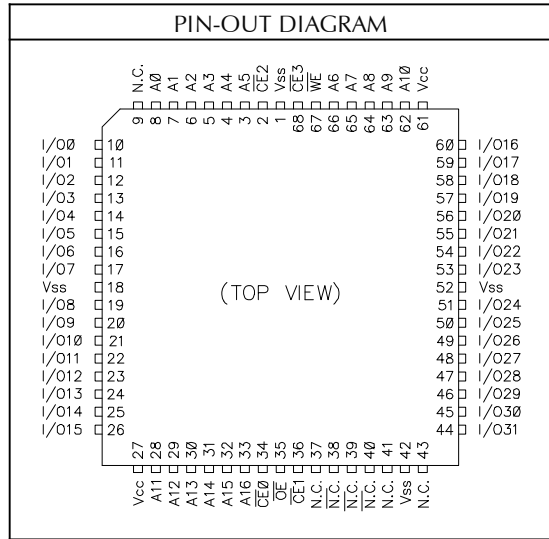 PIN-OUT DIAGRAM
N.C. A0 A1 A2 A3 A4 A5 C̅E̅2̅ Vss C̅E̅3̅ W̅E̅ A6 A7 A8 A9 A10 Vcc
9 8 7 6 5 4 3 2 1 68 67 66 65 64 63 62 61
I/O0 10 60 I/O16
I/O1 11 59 I/O17
I/O2 12 58 I/O18
I/O3 13 57 I/O19
I/O4 14 56 I/O20
I/O5 15 55 I/O21
I/O6 16 54 I/O22
I/O7 17 53 I/O23
Vss 18 52 Vss
(TOP VIEW)
I/O8 19 51 I/O24
I/O9 20 50 I/O25
I/O10 21 49 I/O26
I/O11 22 48 I/O27
I/O12 23 47 I/O28
I/O13 24 46 I/O29
I/O14 25 45 I/O30
I/O15 26 44 I/O31
27 28 29 30 31 32 33 34 35 36 37 38 39 40 41 42 43
Vcc A11 A12 A13 A14 A15 A16 C̅E̅0̅ O̅E̅ C̅E̅1̅ N.C. N̅.̅C̅.̅ N̅.̅C̅.̅ N̅.̅C̅.̅ N.C. Vss N.C.